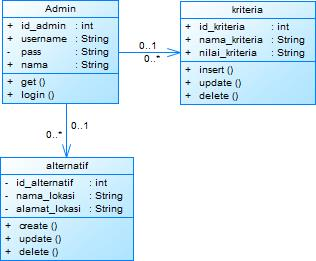 Admin
+ id_admin : int
+ username : String
- pass : String
+ nama : String
+ get ()
+ login ()
0..1
0..*
kriteria
+ id_kriteria : int
+ nama_kriteria : String
+ nilai_kriteria : String
+ insert ()
+ update ()
+ delete ()
0..1
0..*
alternatif
- id_alternatif : int
- nama_lokasi : String
- alamat_lokasi : String
+ create ()
+ update ()
+ delete ()